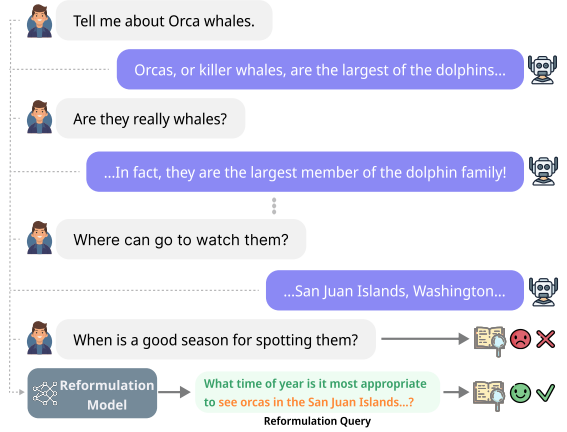 Tell me about Orca whales.
Orcas, or killer whales, are the largest of the dolphins...
Are they really whales?
...In fact, they are the largest member of the dolphin family!
Where can go to watch them?
...San Juan Islands, Washington...
When is a good season for spotting them?
Reformulation
Model
What time of year is it most appropriate
to see orcas in the San Juan Islands...?
Reformulation Query